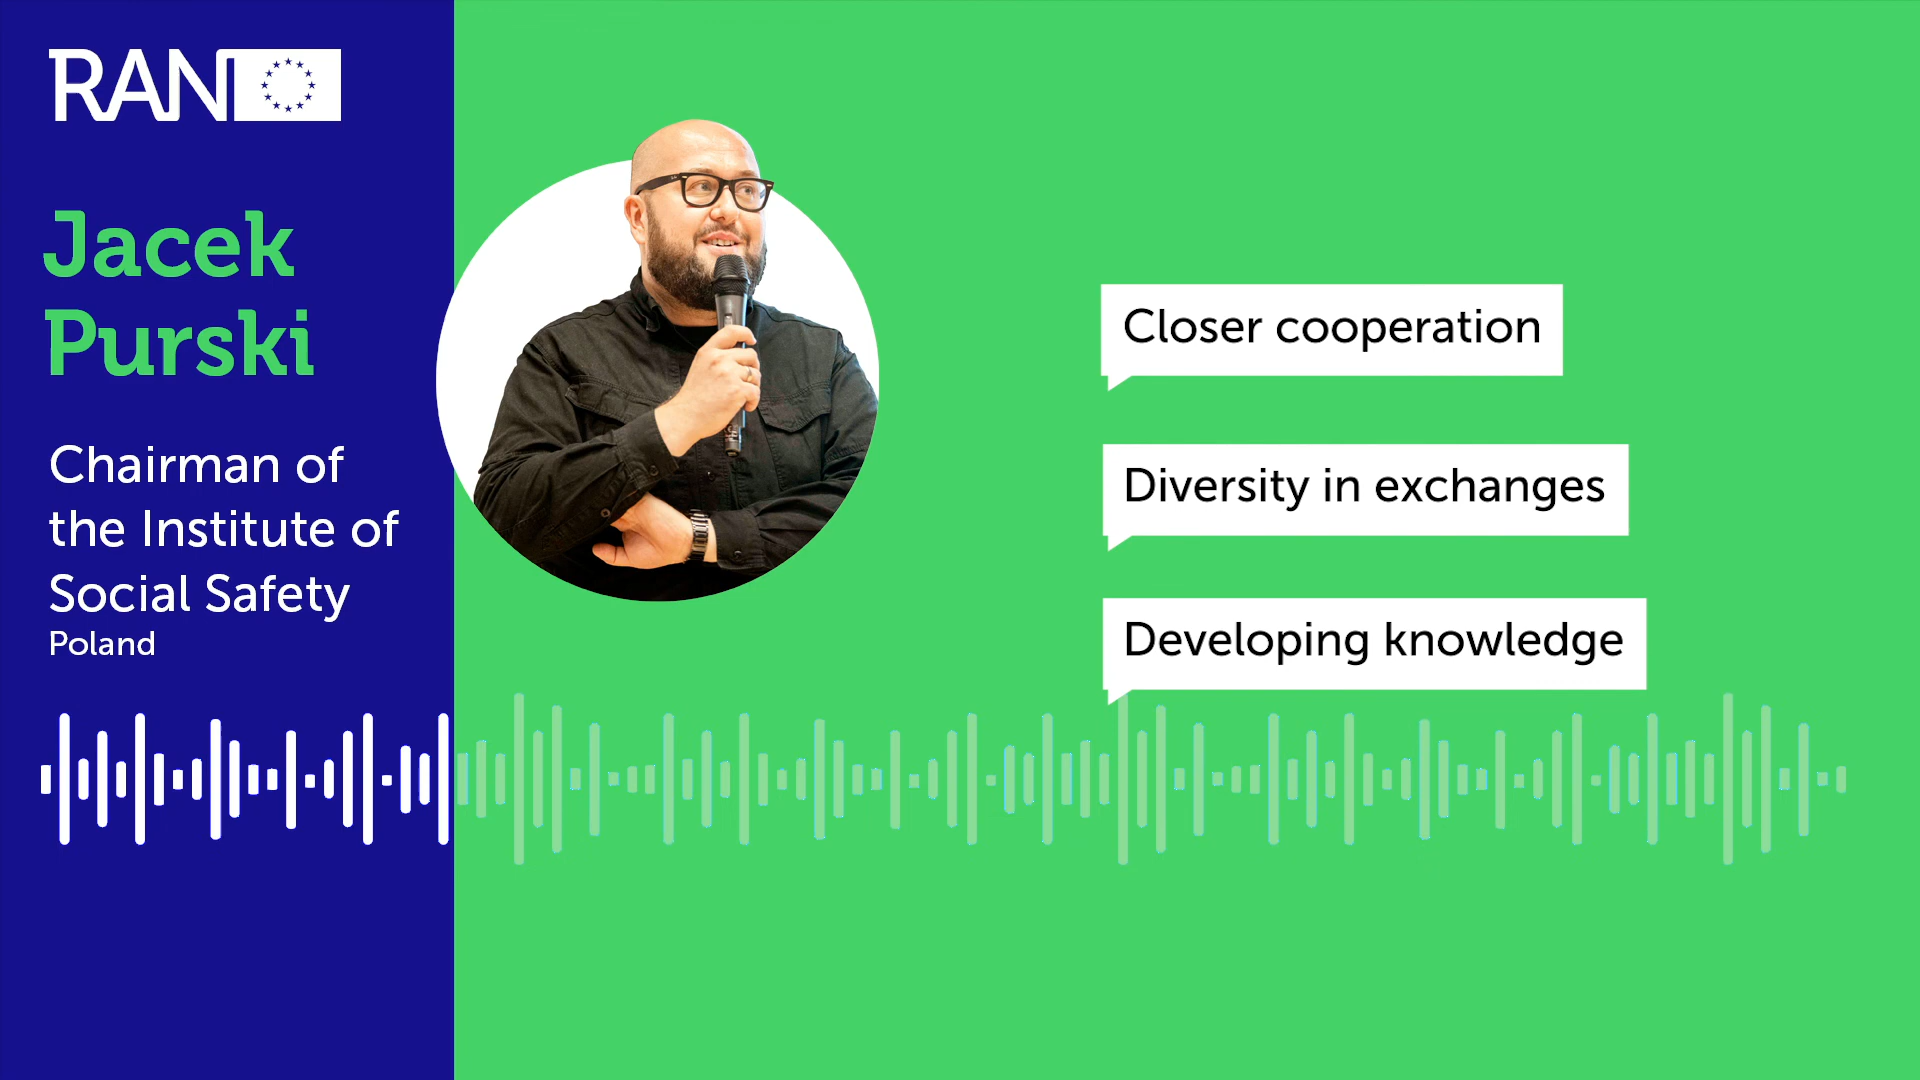 RAN
Jacek
Purski
Chairman of
the Institute of
Social Safety
Poland
Closer cooperation
Diversity in exchanges
Developing knowledge